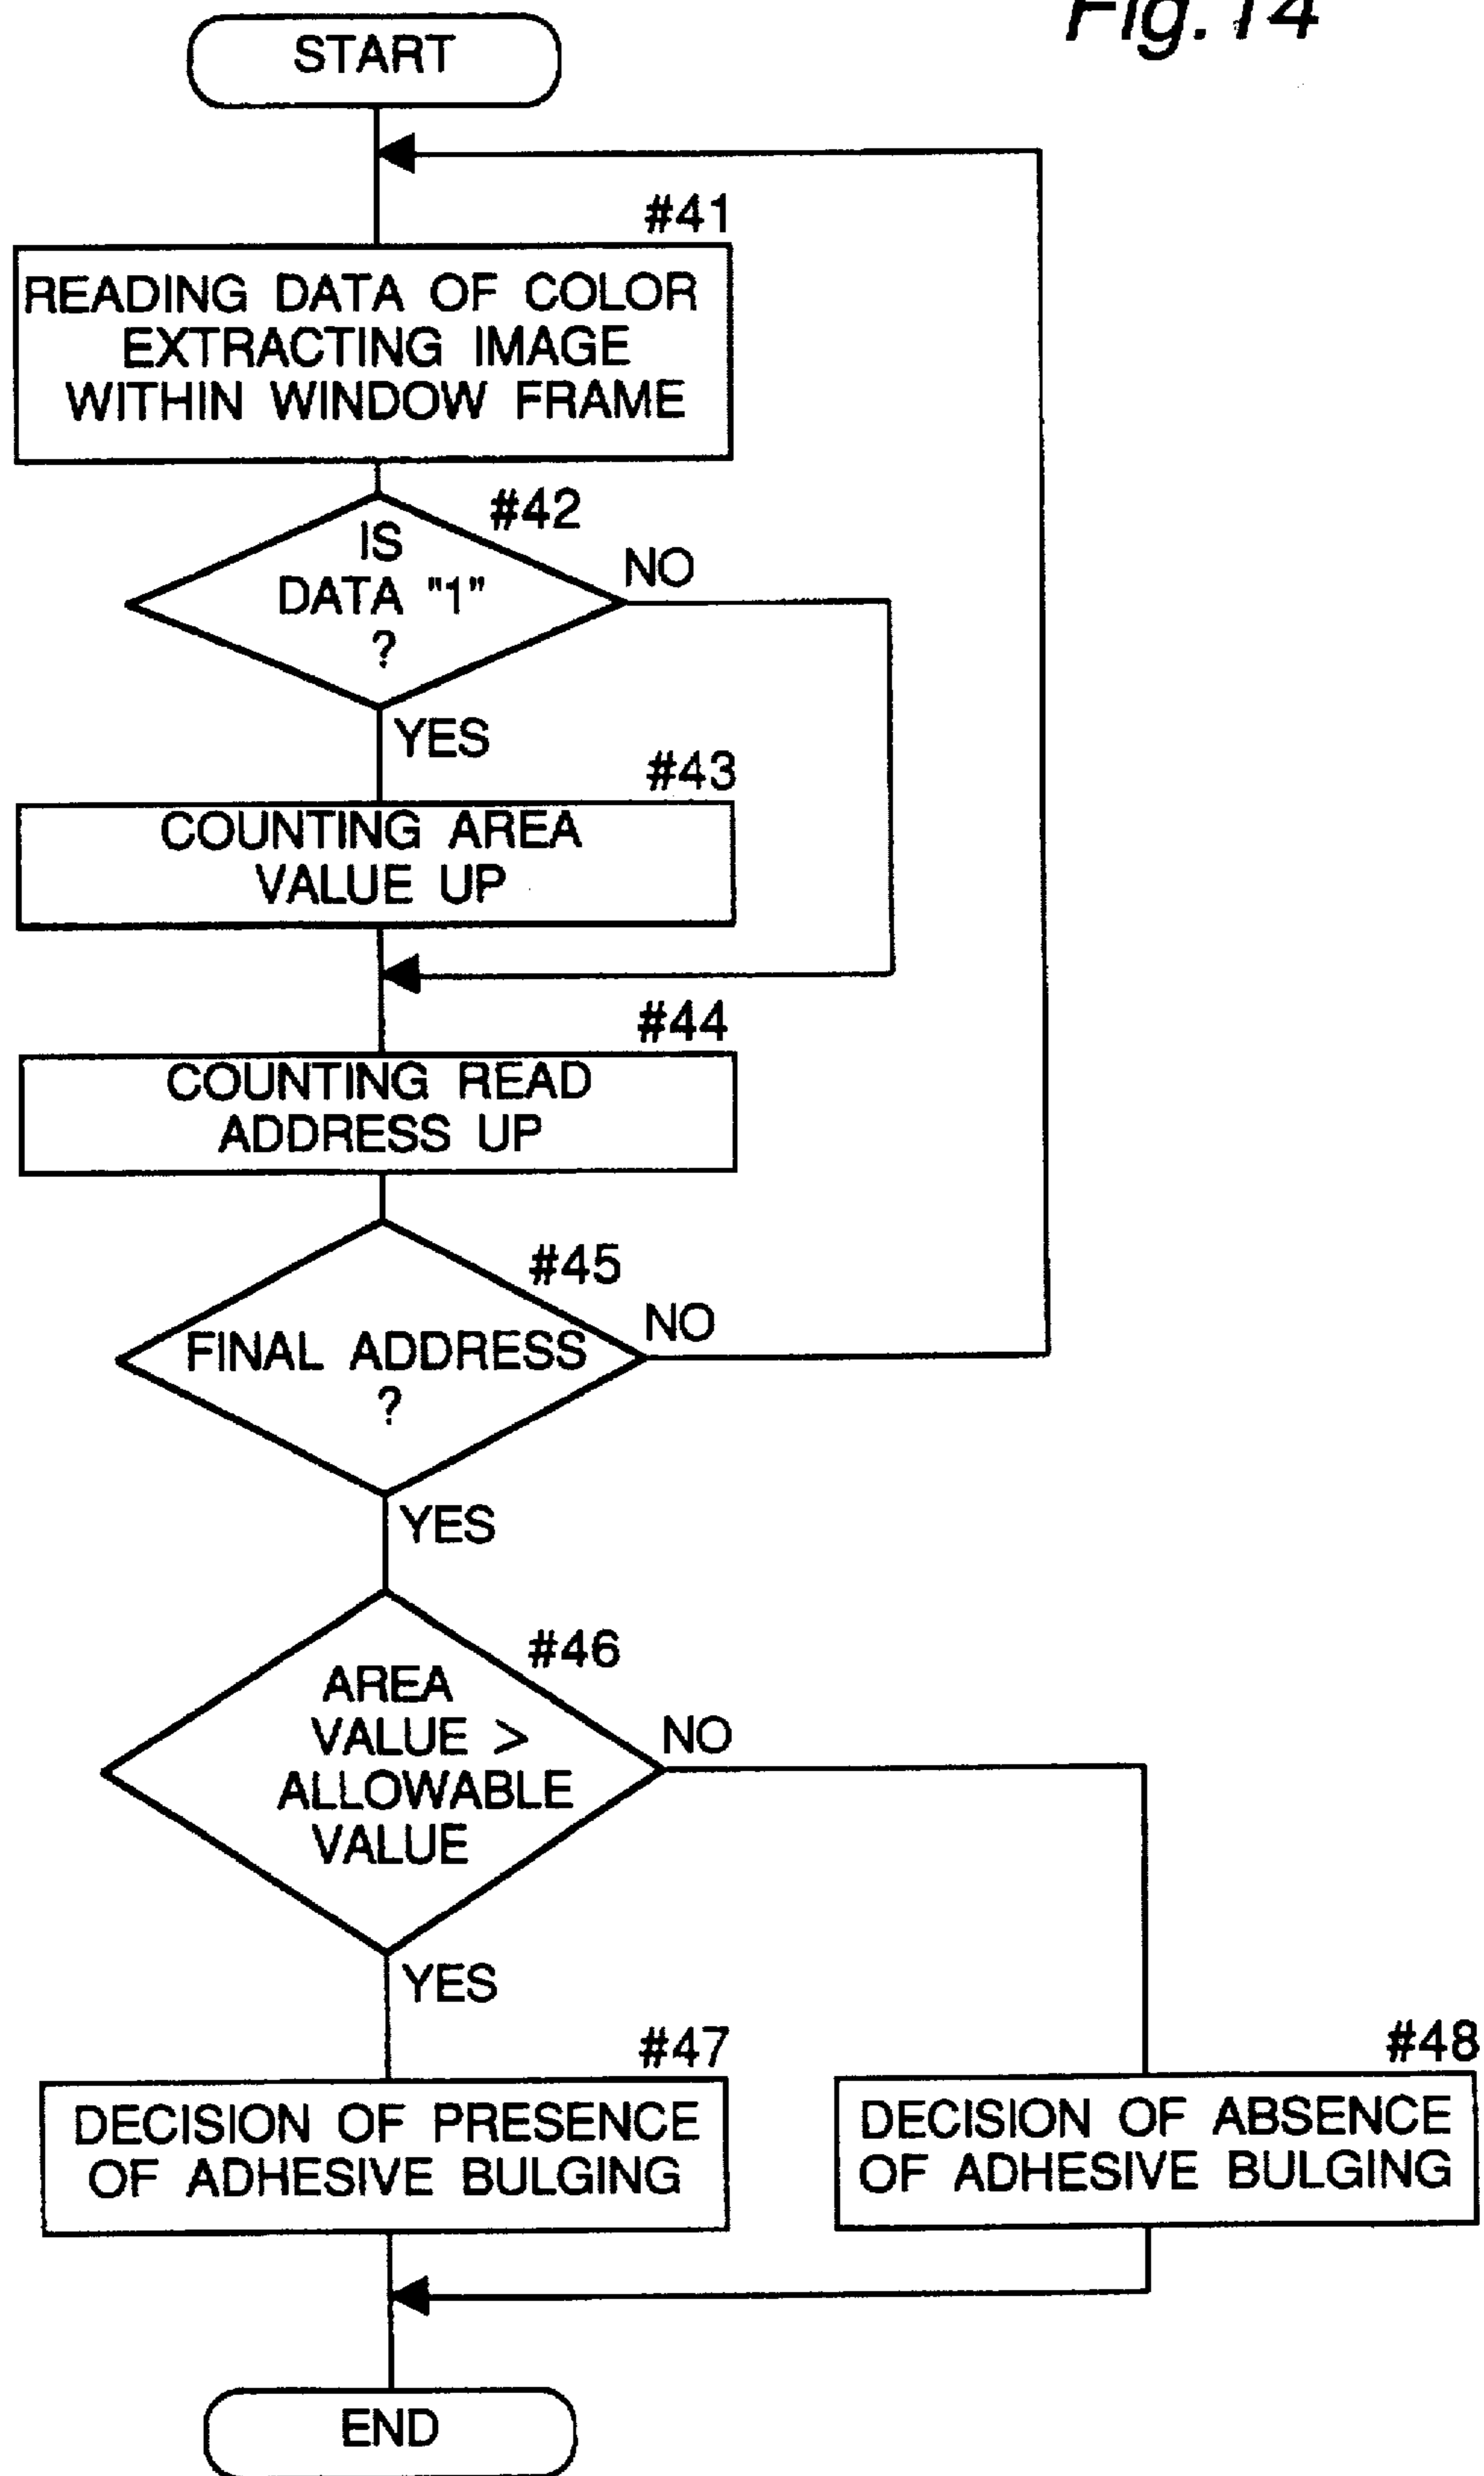 Fig.14
START
#41
READING DATA OF COLOR
EXTRACTING IMAGE
WITHIN WINDOW FRAME
#42
IS
DATA "1"
?
NO
YES
#43
COUNTING AREA
VALUE UP
#44
COUNTING READ
ADDRESS UP
#45
FINAL ADDRESS
?
NO
YES
#46
AREA
VALUE >
ALLOWABLE
VALUE
NO
YES
#47
DECISION OF PRESENCE
OF ADHESIVE BULGING
#48
DECISION OF ABSENCE
OF ADHESIVE BULGING
END